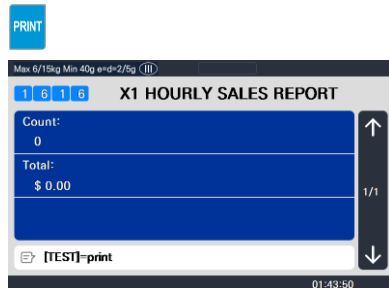 PRINT
Max 6/15kg Min 40g e=d=2/5g (III)
1 6 1 6 X1 HOURLY SALES REPORT
Count:
0
Total:
$ 0.00
1/1
[TEST]=print
01:43:50